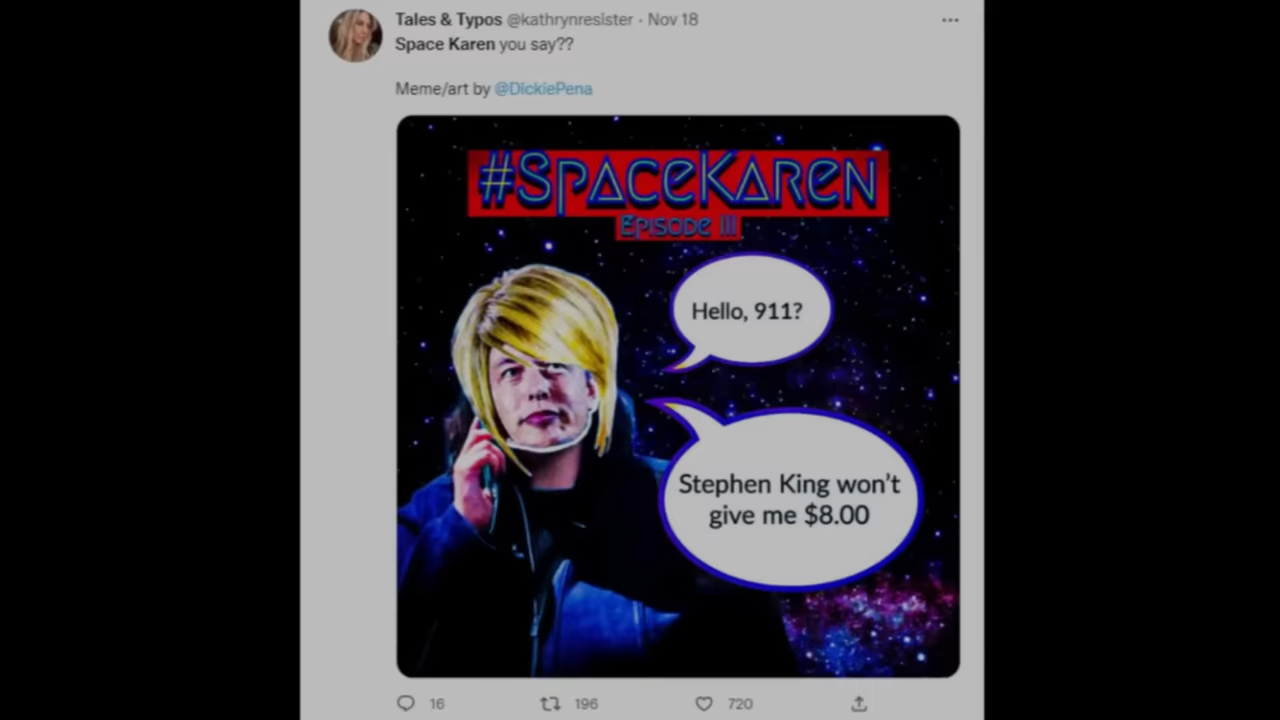 Tales & Typos @kathrynresister · Nov 18
Space Karen you say??
Meme/art by @DickiePena
#SpaceKaren
Episode III
Hello, 911?
Stephen King won't
give me $8.00
16 196 720